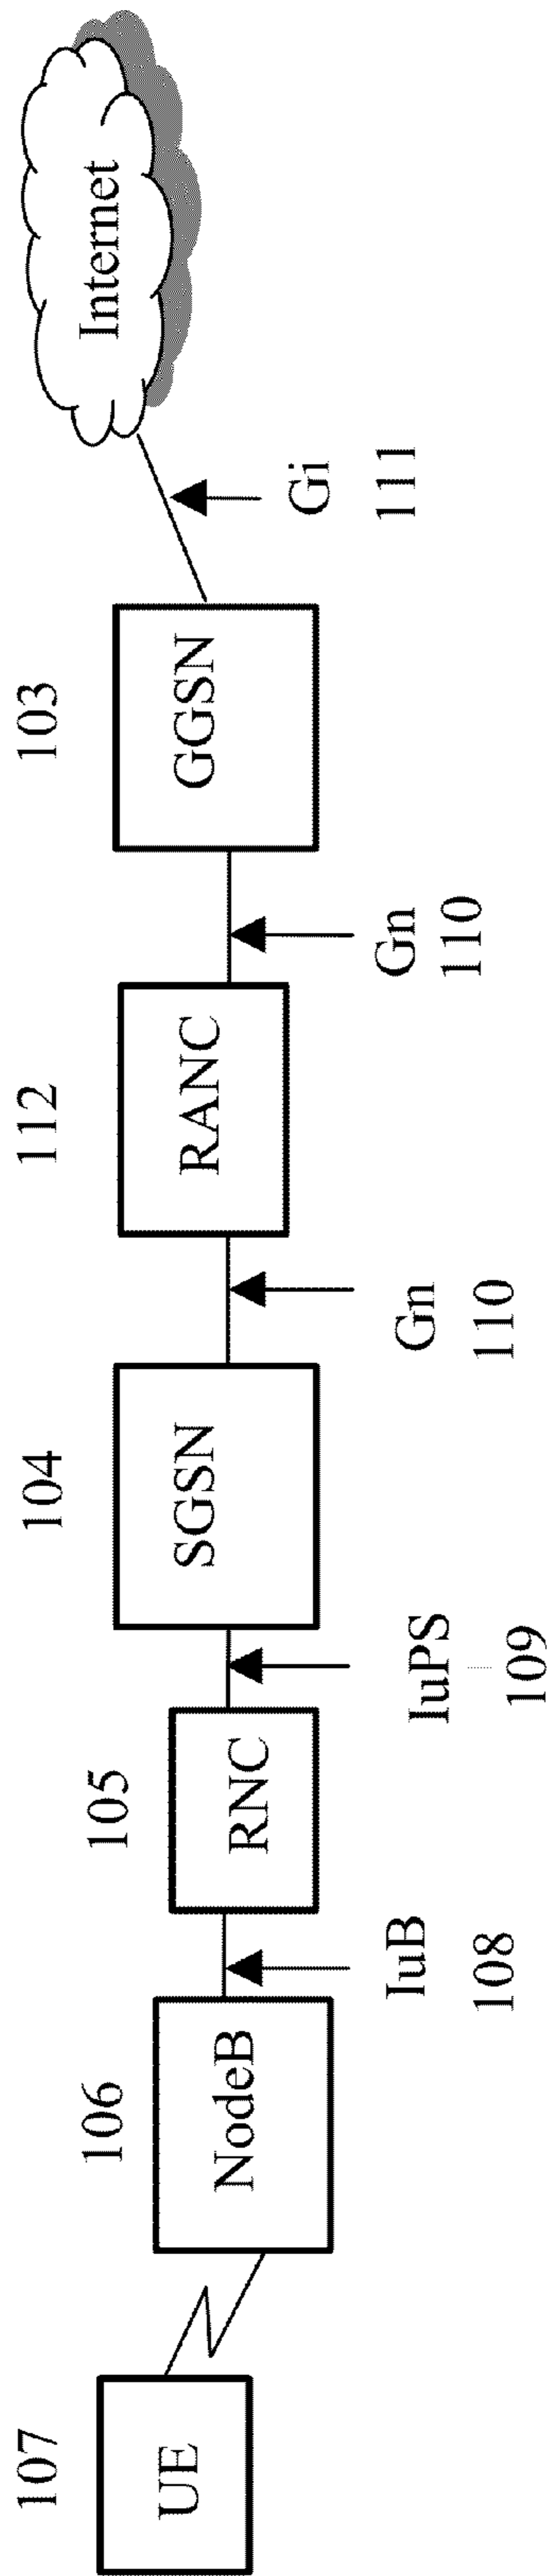 107
106
105
104
112
103
UE
NodeB
RNC
SGSN
RANC
GGSN
Internet
IuB
108
IuPS
109
Gn
110
Gn
110
Gi
111